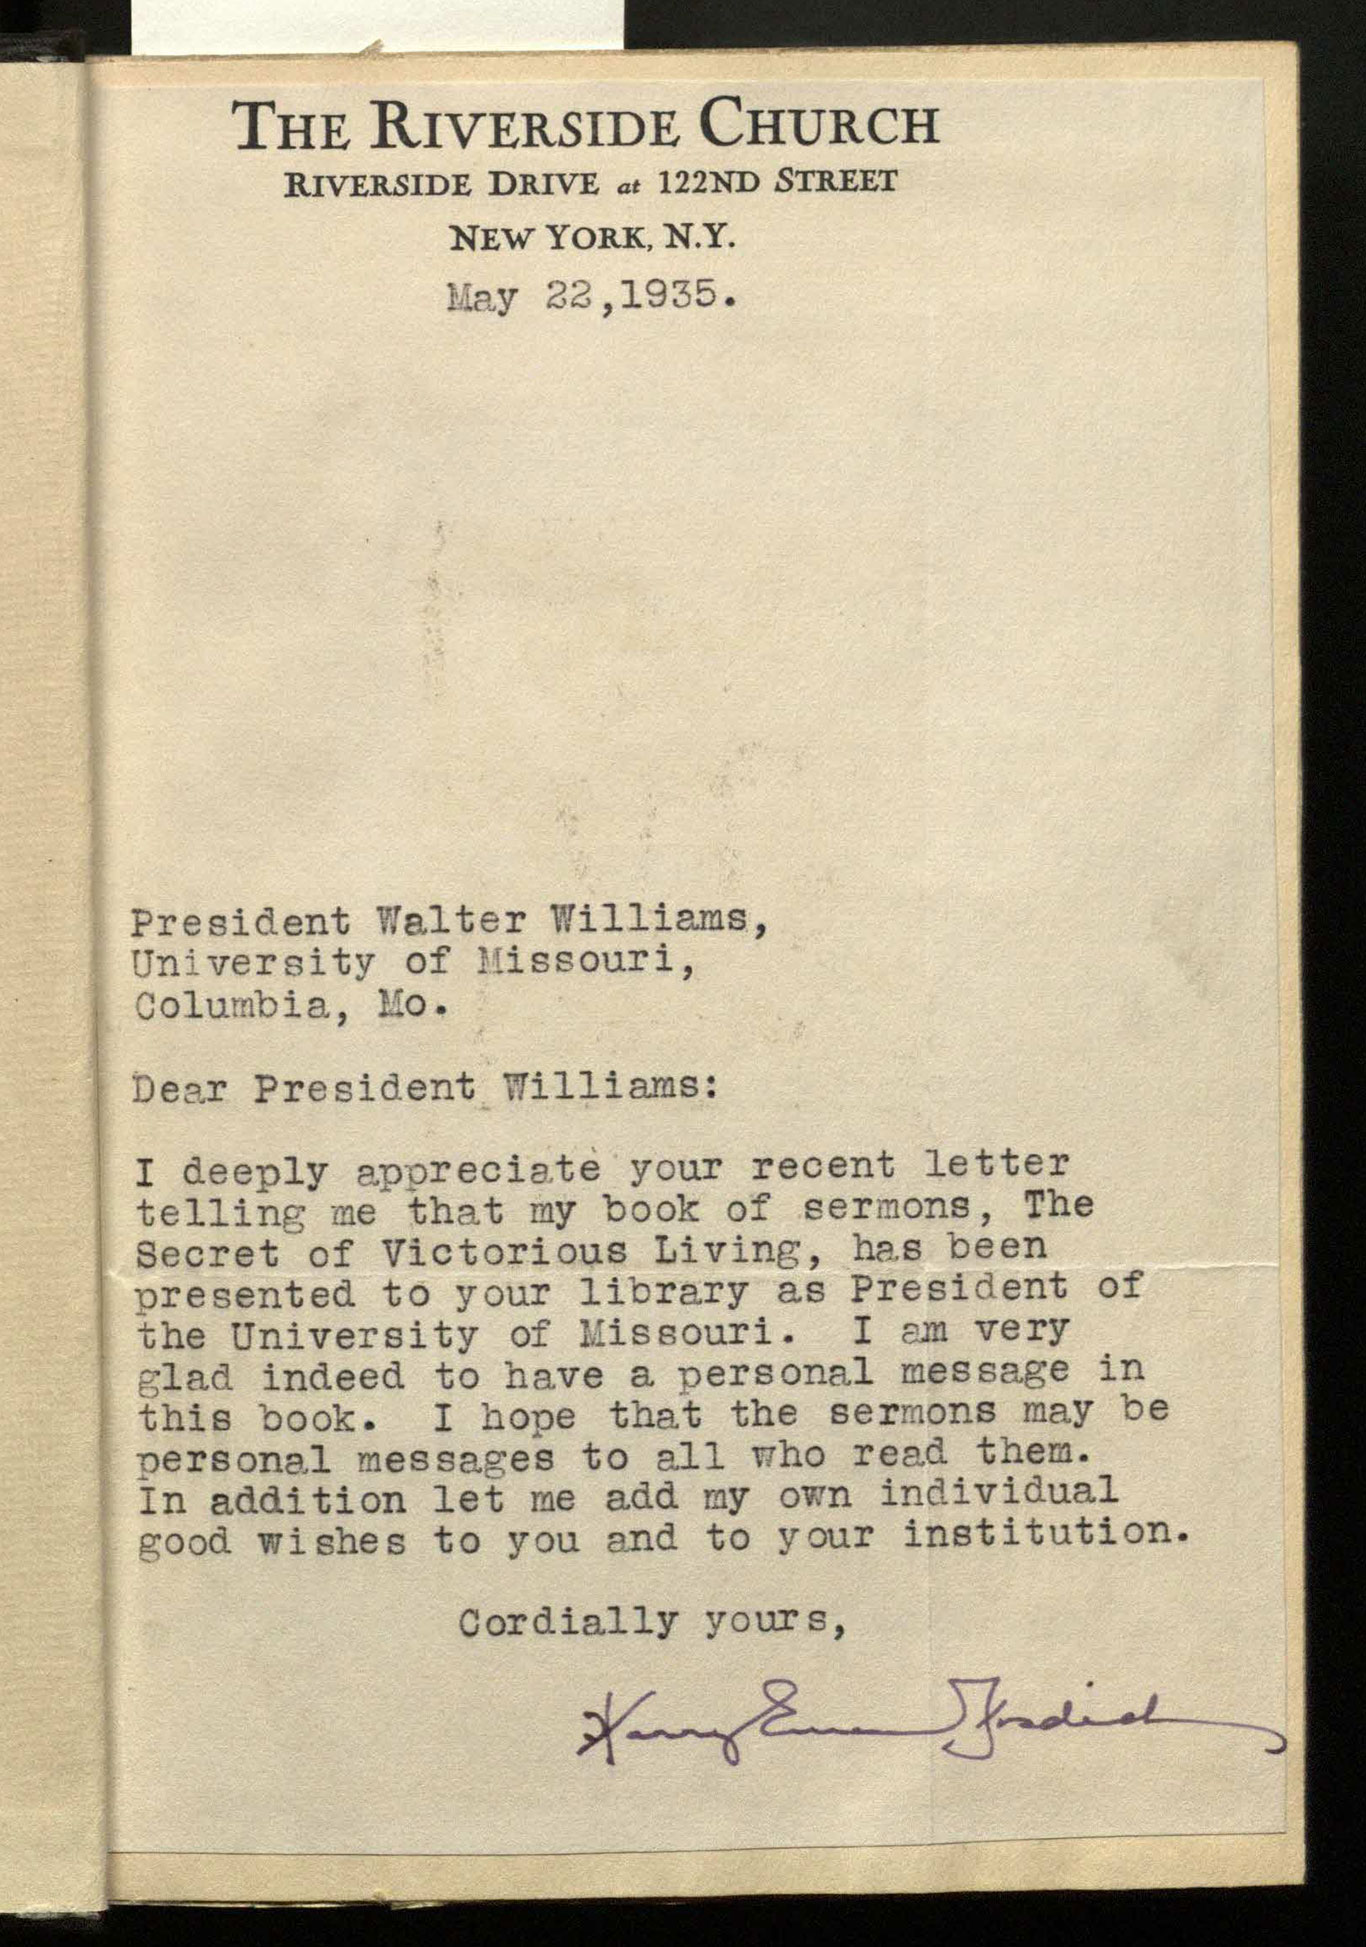 THE RIVERSIDE CHURCH
RIVERSIDE DRIVE at 122ND STREET
NEW YORK, N.Y.
May 22,1935.
President Walter Williams,
University of Missouri,
Columbia, Mo.
Dear President Williams:
I deeply appreciate your recent letter
telling me that my book of sermons, The
Secret of Victorious Living, has been
presented to your library as President of
the University of Missouri.  I am very
glad indeed to have a personal message in
this book.  I hope that the sermons may be
personal messages to all who read them.
In addition let me add my own individual
good wishes to you and to your institution.
Cordially yours,
Harry Emerson Fosdick